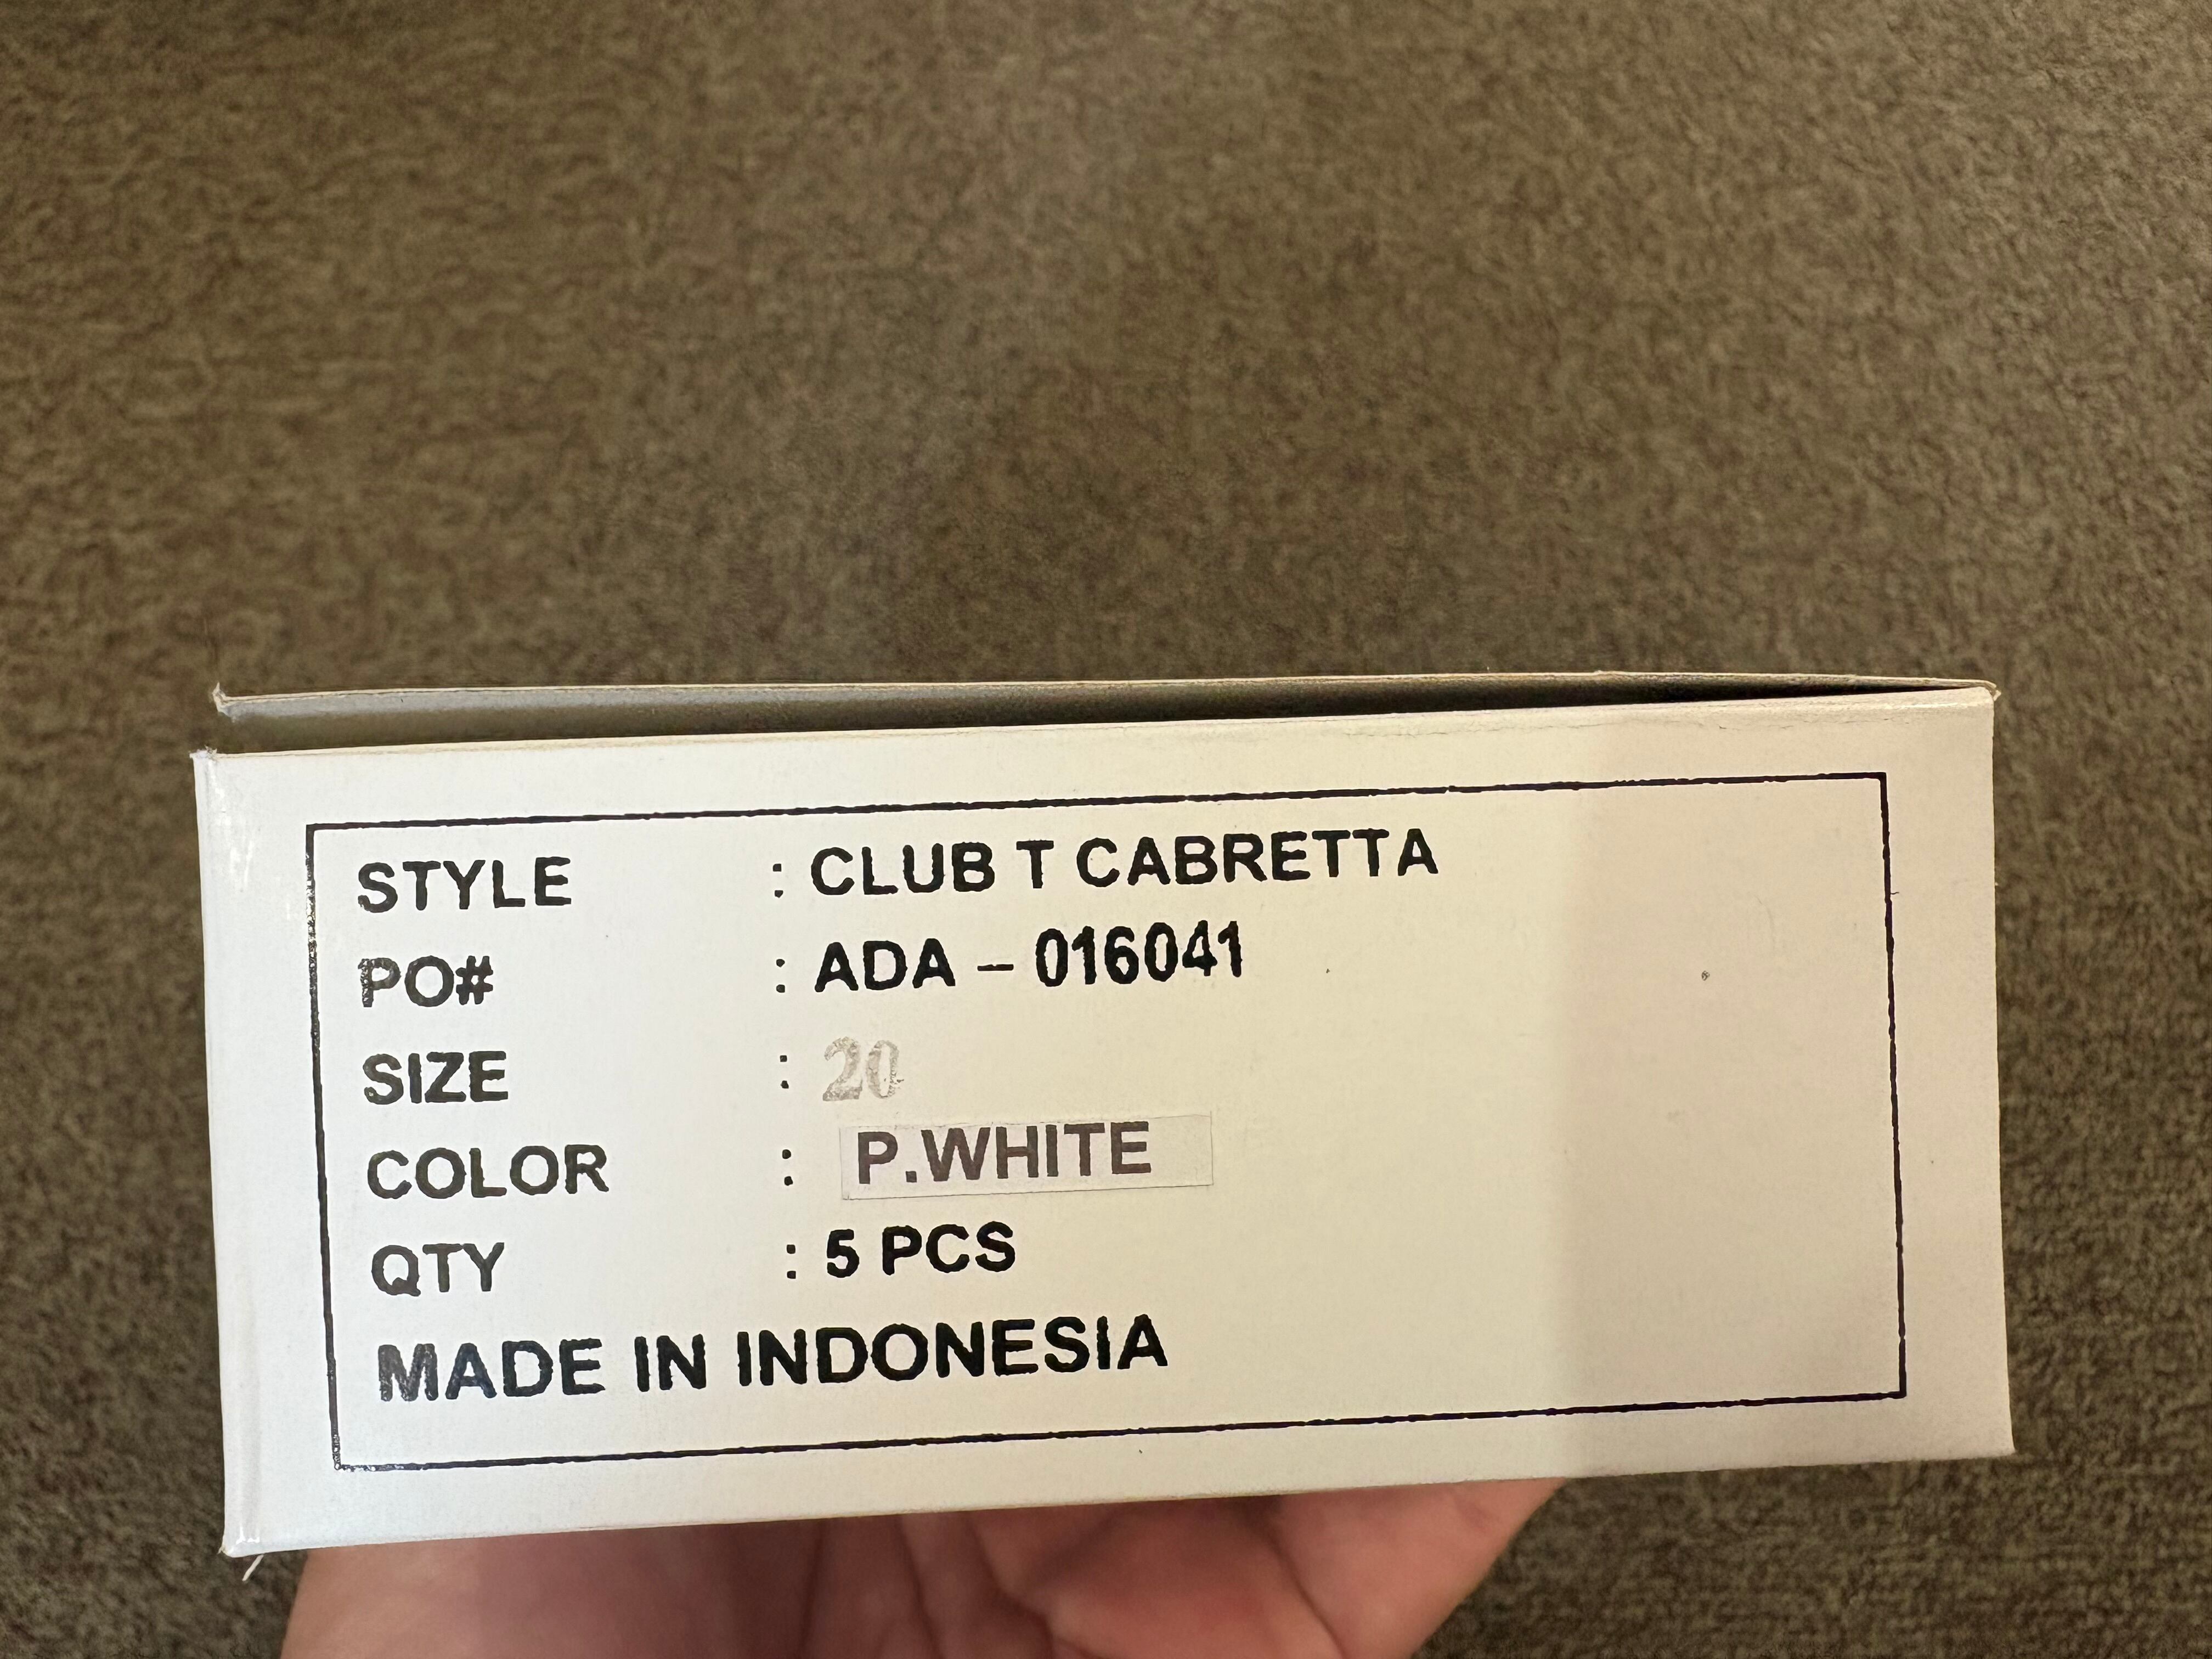 STYLE : CLUB T CABRETTA
PO# : ADA – 016041
SIZE : 20
COLOR : P.WHITE
QTY : 5 PCS
MADE IN INDONESIA